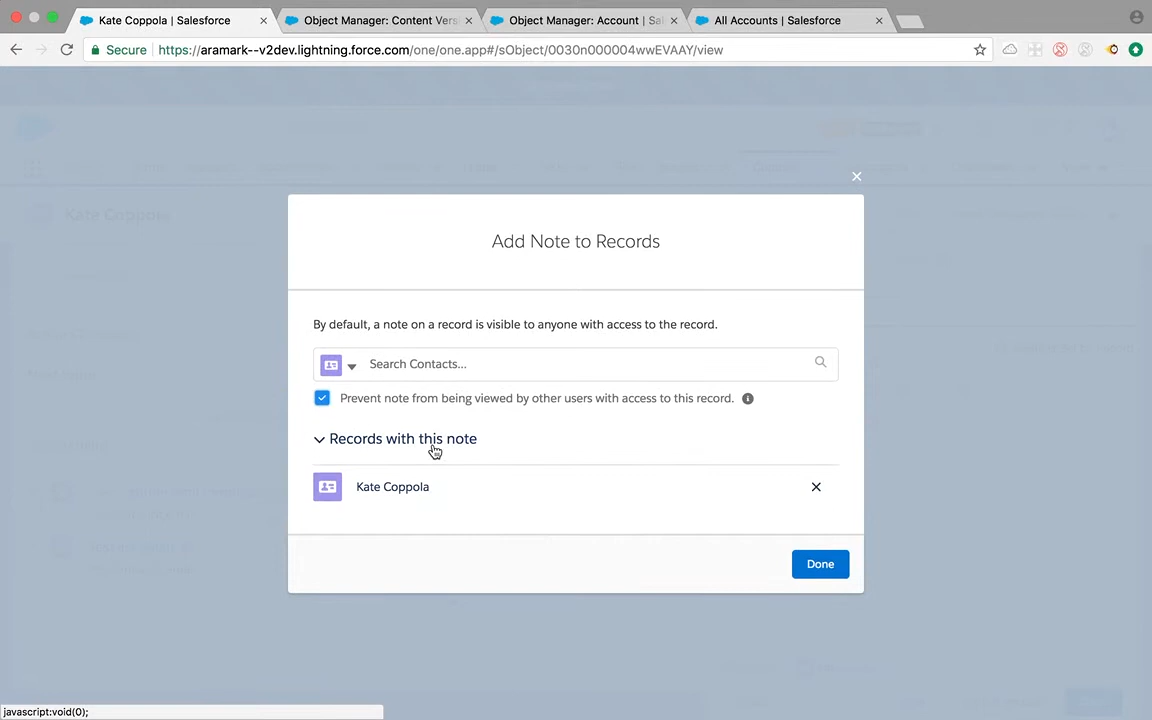 Kate Coppola | Salesforce
Object Manager: Content Vers
Object Manager: Account | Sa
All Accounts | Salesforce
Secure https://aramark--v2dev.lightning.force.com/one/one.app#/sObject/0030n000004wwEVAAY/view
Kate Coppola
Add Note to Records
By default, a note on a record is visible to anyone with access to the record.
Search Contacts...
Prevent note from being viewed by other users with access to this record.
Records with this note
Kate Coppola
Done
javascript:void(0);